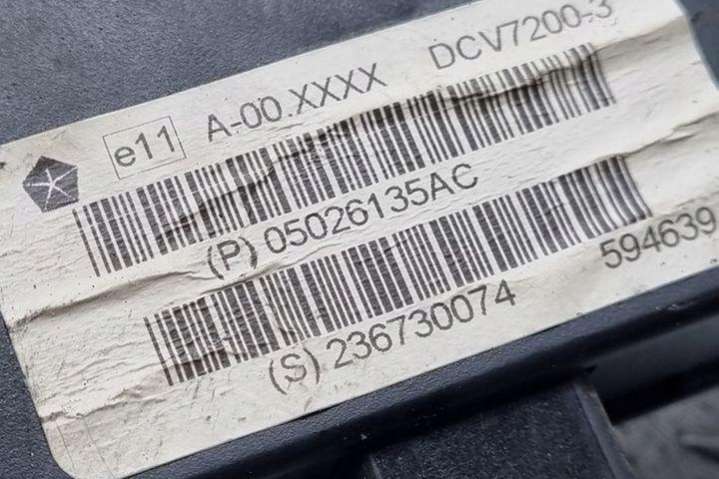 e11 A-00.XXXX DCV7200-3
(P) 05026135AC
594639
(S) 236730074